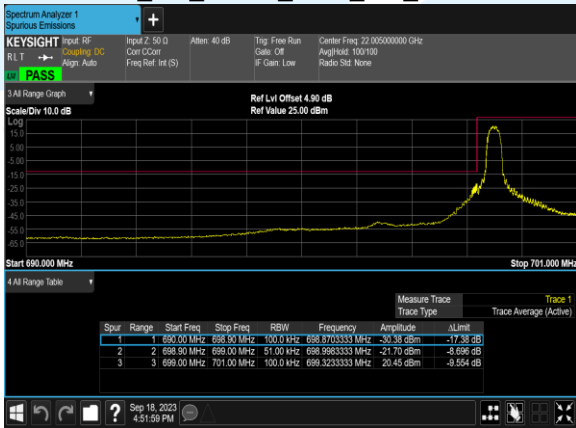 Spectrum Analyzer 1
Spurious Emissions
KEYSIGHT Input: RF Input Z: 50 Ω Atten: 40 dB Trig: Free Run Center Freq: 22.005000000 GHz
R L T Coupling: DC Corr CCorr Gate: Off Avg|Hold: 100/100
Align: Auto Freq Ref: Int (S) IF Gain: Low Radio Std: None
PASS
3 All Range Graph
Ref Lvl Offset 4.90 dB
Scale/Div 10.0 dB Ref Value 25.00 dBm
Log
15.0
5.00
-5.00
-15.0
-25.0
-35.0
-45.0
-55.0
-65.0
Start 690.000 MHz Stop 701.000 MHz
4 All Range Table
Measure Trace Trace 1
Trace Type Trace Average (Active)
Spur Range Start Freq Stop Freq RBW Frequency Amplitude ΔLimit
1 1 690.00 MHz 698.90 MHz 100.0 kHz 698.8703333 MHz -30.38 dBm -17.38 dB
2 2 698.90 MHz 699.00 MHz 51.00 kHz 698.9983333 MHz -21.70 dBm -8.696 dB
3 3 699.00 MHz 701.00 MHz 100.0 kHz 699.3233333 MHz 20.45 dBm -9.554 dB
? Sep 18, 2023
4:51:59 PM